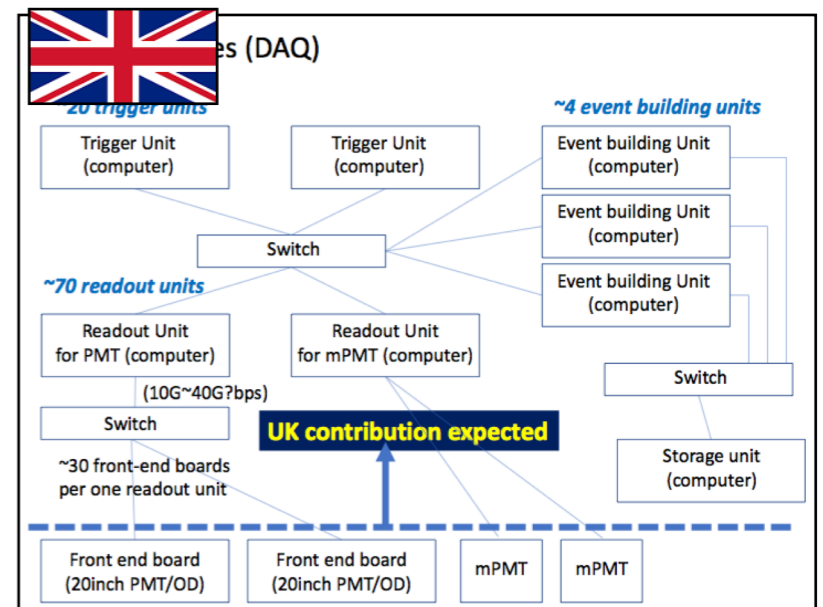 es (DAQ)
~20 trigger units
~4 event building units
Trigger Unit
(computer)
Trigger Unit
(computer)
Event building Unit
(computer)
Switch
Event building Unit
(computer)
~70 readout units
Event building Unit
(computer)
Readout Unit
for PMT (computer)
Readout Unit
for mPMT (computer)
(10G~40G?bps)
Switch
Switch
UK contribution expected
~30 front-end boards
per one readout unit
Storage unit
(computer)
Front end board
(20inch PMT/OD)
Front end board
(20inch PMT/OD)
mPMT
mPMT